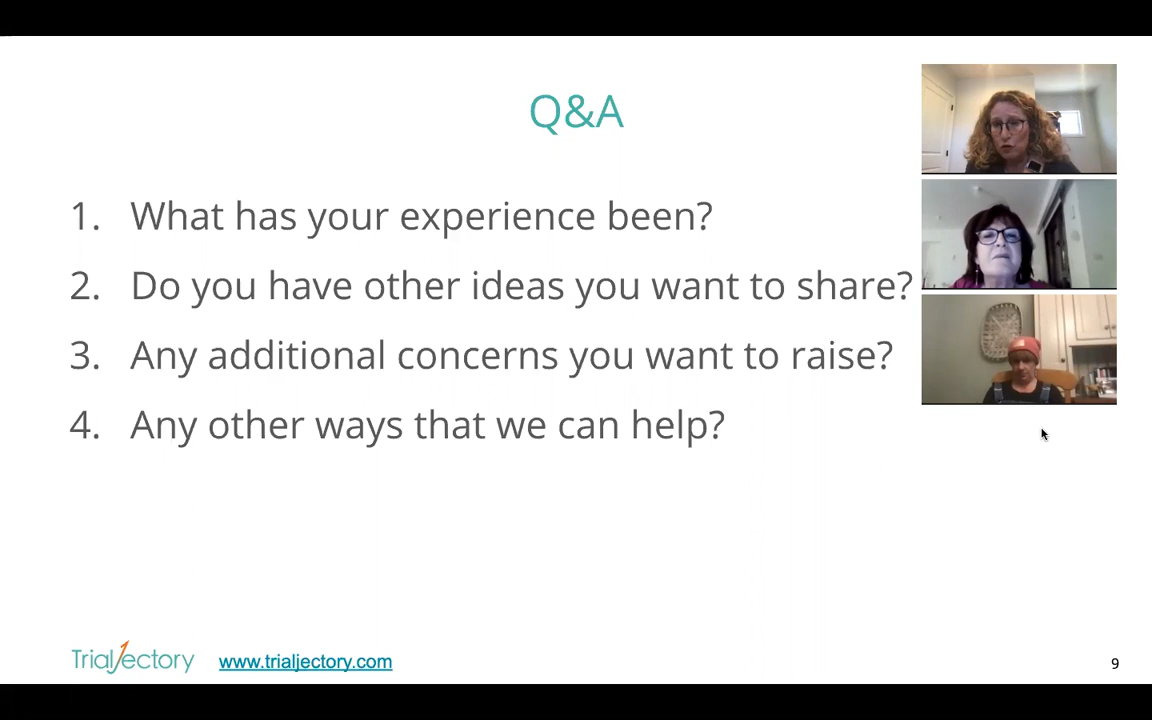 Q&A
1. What has your experience been?
2. Do you have other ideas you want to share?
3. Any additional concerns you want to raise?
4. Any other ways that we can help?
Trialjectory www.trialjectory.com
9